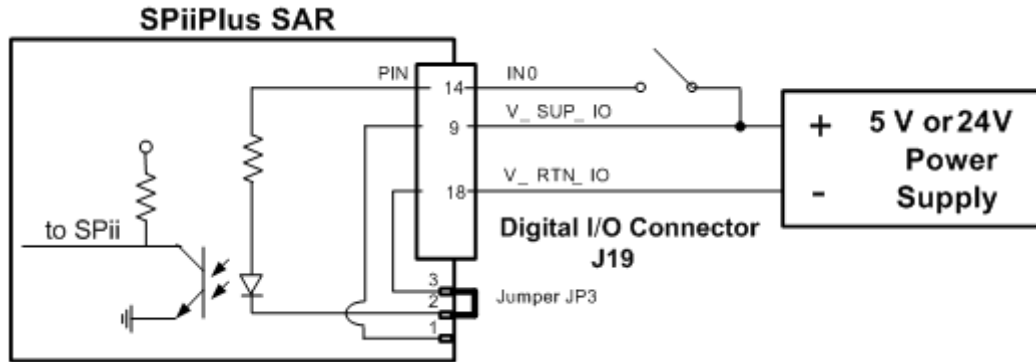 SPiiPlus SAR
PIN
14
IN0
9
V_ SUP_ IO
18
V_ RTN_ IO
+
-
5 V or 24V
Power
Supply
to SPii
Digital I/O Connector
J19
3
2
1
Jumper JP3